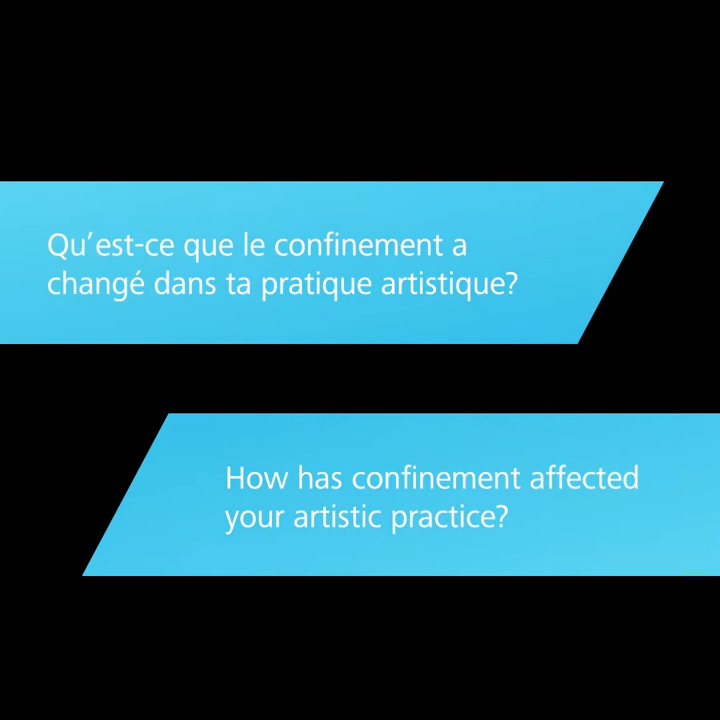 Qu’est-ce que le confinement a
changé dans ta pratique artistique?
How has confinement affected
your artistic practice?